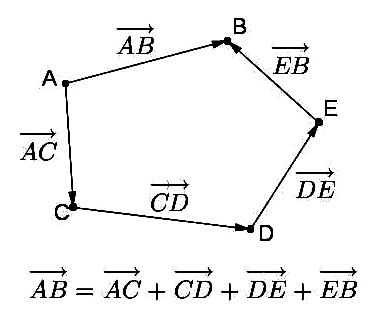 B
AB
EB
A
E
AC
CD
DE
C
D
AB = AC + CD + DE + EB